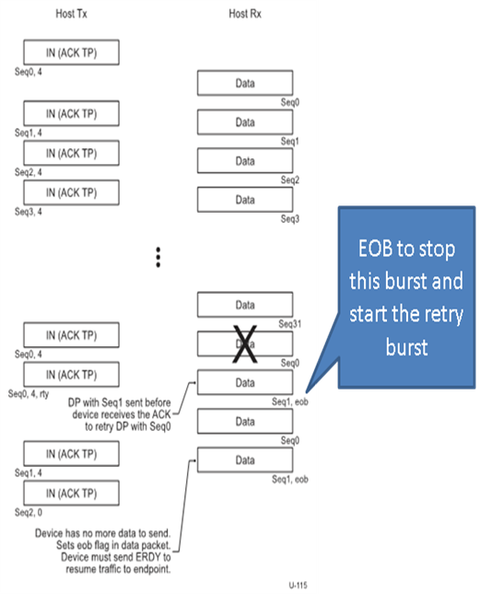 Host Tx
Host Rx
IN (ACK TP)
Seq0, 4
Data
Seq0
IN (ACK TP)
Seq1, 4
Data
Seq1
IN (ACK TP)
Seq2, 4
Data
Seq2
IN (ACK TP)
Seq3, 4
Data
Seq3
EOB to stop
this burst and
start the retry
burst
Data
Seq31
IN (ACK TP)
Seq0, 4
Data
Seq0
IN (ACK TP)
Seq0, 4, rty
Data
Seq1, eob
DP with Seq1 sent before
device receives the ACK
to retry DP with Seq0
Data
Seq0
IN (ACK TP)
Seq1, 4
Data
Seq1, eob
IN (ACK TP)
Seq2, 0
Device has no more data to send.
Sets eob flag in data packet.
Device must send ERDY to
resume traffic to endpoint.
U-115